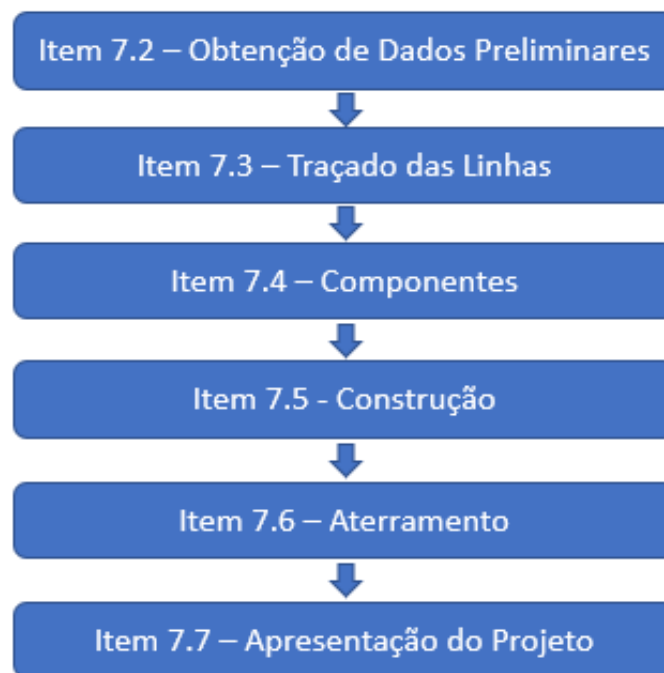 Item 7.2 – Obtenção de Dados Preliminares
Item 7.3 – Traçado das Linhas
Item 7.4 – Componentes
Item 7.5 - Construção
Item 7.6 – Aterramento
Item 7.7 – Apresentação do Projeto